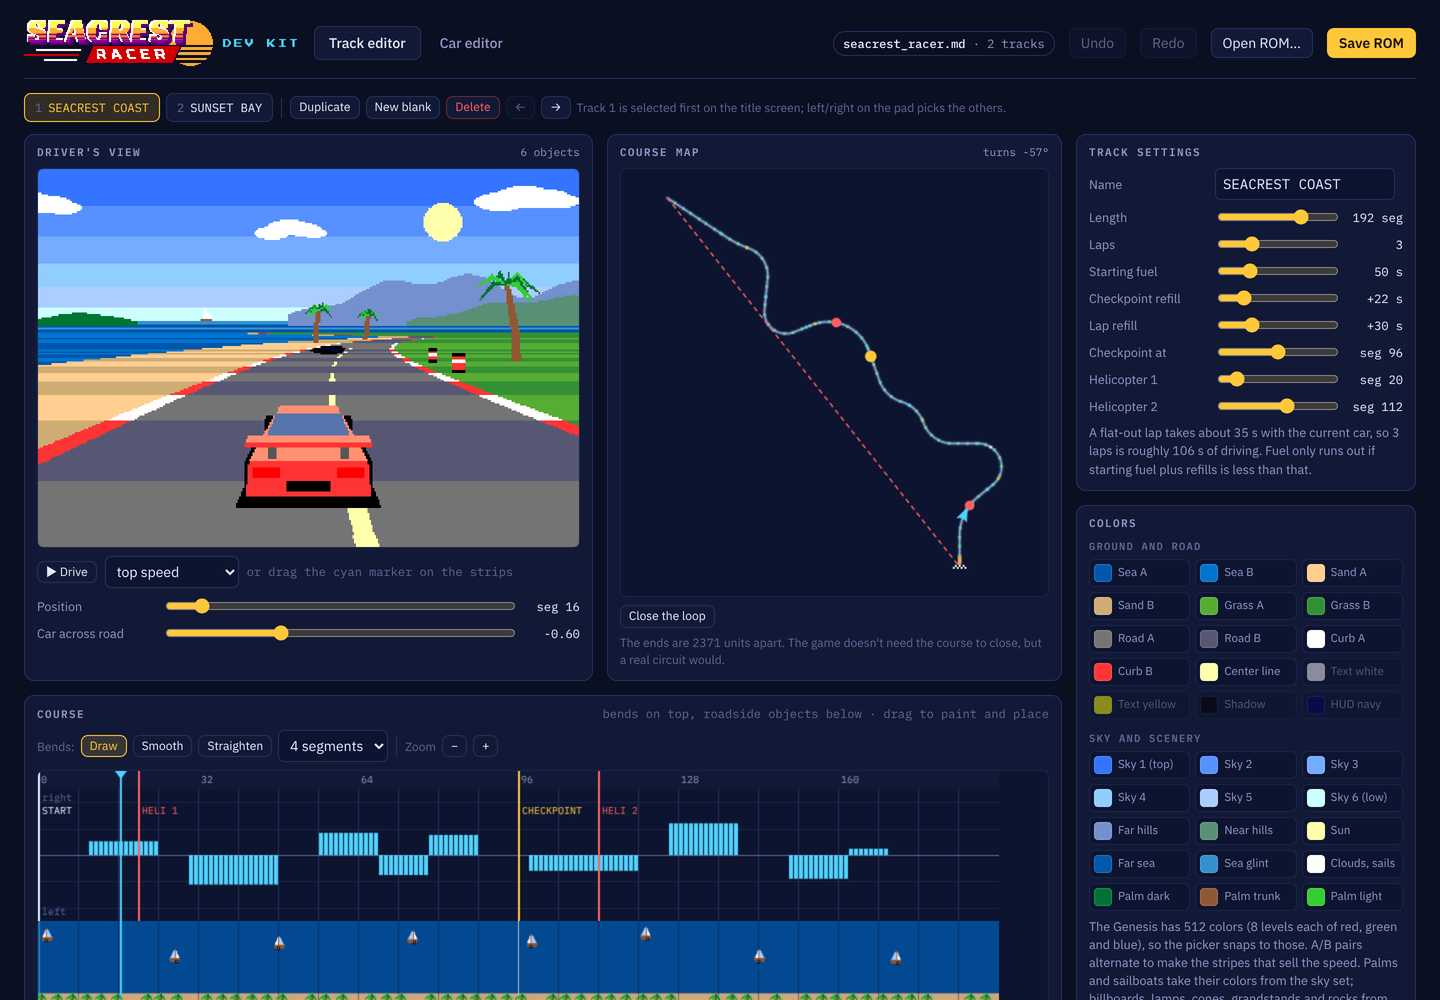 SEACREST
RACER
DEV KIT
Track editor
Car editor
seacrest_racer.md · 2 tracks
Undo
Redo
Open ROM...
Save ROM
1 SEACREST COAST
2 SUNSET BAY
Duplicate
New blank
Delete
←
→
Track 1 is selected first on the title screen; left/right on the pad picks the others.
DRIVER'S VIEW
6 objects
▶ Drive
top speed
or drag the cyan marker on the strips
Position
seg 16
Car across road
-0.60
COURSE MAP
turns -57°
Close the loop
The ends are 2371 units apart. The game doesn't need the course to close, but
a real circuit would.
TRACK SETTINGS
Name
SEACREST COAST
Length
192 seg
Laps
3
Starting fuel
50 s
Checkpoint refill
+22 s
Lap refill
+30 s
Checkpoint at
seg 96
Helicopter 1
seg 20
Helicopter 2
seg 112
A flat-out lap takes about 35 s with the current car, so 3
laps is roughly 106 s of driving. Fuel only runs out if
starting fuel plus refills is less than that.
COURSE
bends on top, roadside objects below · drag to paint and place
Bends:
Draw
Smooth
Straighten
4 segments
Zoom
−
+
0
32
64
96
128
160
right
START
HELI 1
CHECKPOINT
HELI 2
left
COLORS
GROUND AND ROAD
Sea A
Sea B
Sand A
Sand B
Grass A
Grass B
Road A
Road B
Curb A
Curb B
Center line
Text white
Text yellow
Shadow
HUD navy
SKY AND SCENERY
Sky 1 (top)
Sky 2
Sky 3
Sky 4
Sky 5
Sky 6 (low)
Far hills
Near hills
Sun
Far sea
Sea glint
Clouds, sails
Palm dark
Palm trunk
Palm light
The Genesis has 512 colors (8 levels each of red, green
and blue), so the picker snaps to those. A/B pairs
alternate to make the stripes that sell the speed. Palms
and sailboats take their colors from the sky set;
billboards, lamps, cones, grandstands and rocks from